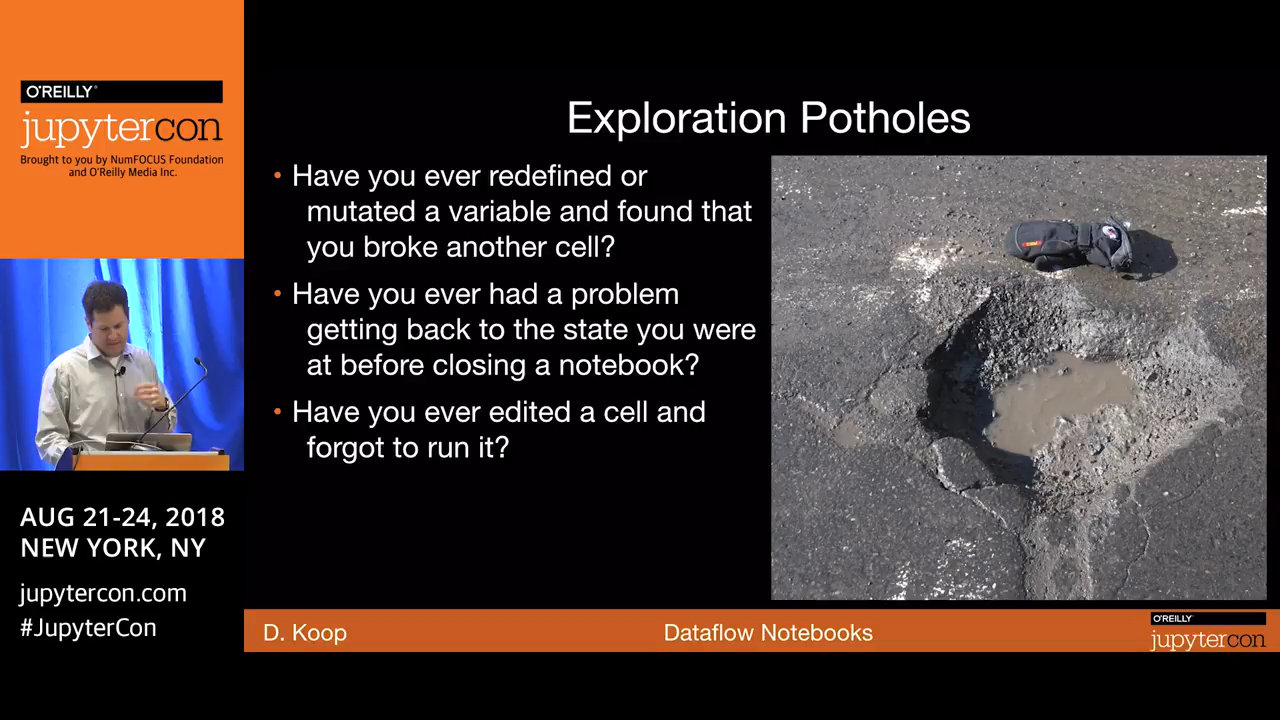 O'REILLY®
jupytercon
Brought to you by NumFOCUS Foundation
and O'Reilly Media Inc.
AUG 21-24, 2018
NEW YORK, NY
jupytercon.com
#JupyterCon
Exploration Potholes
• Have you ever redefined or
mutated a variable and found that
you broke another cell?
• Have you ever had a problem
getting back to the state you were
at before closing a notebook?
• Have you ever edited a cell and
forgot to run it?
D. Koop
Dataflow Notebooks
O'REILLY®
jupytercon